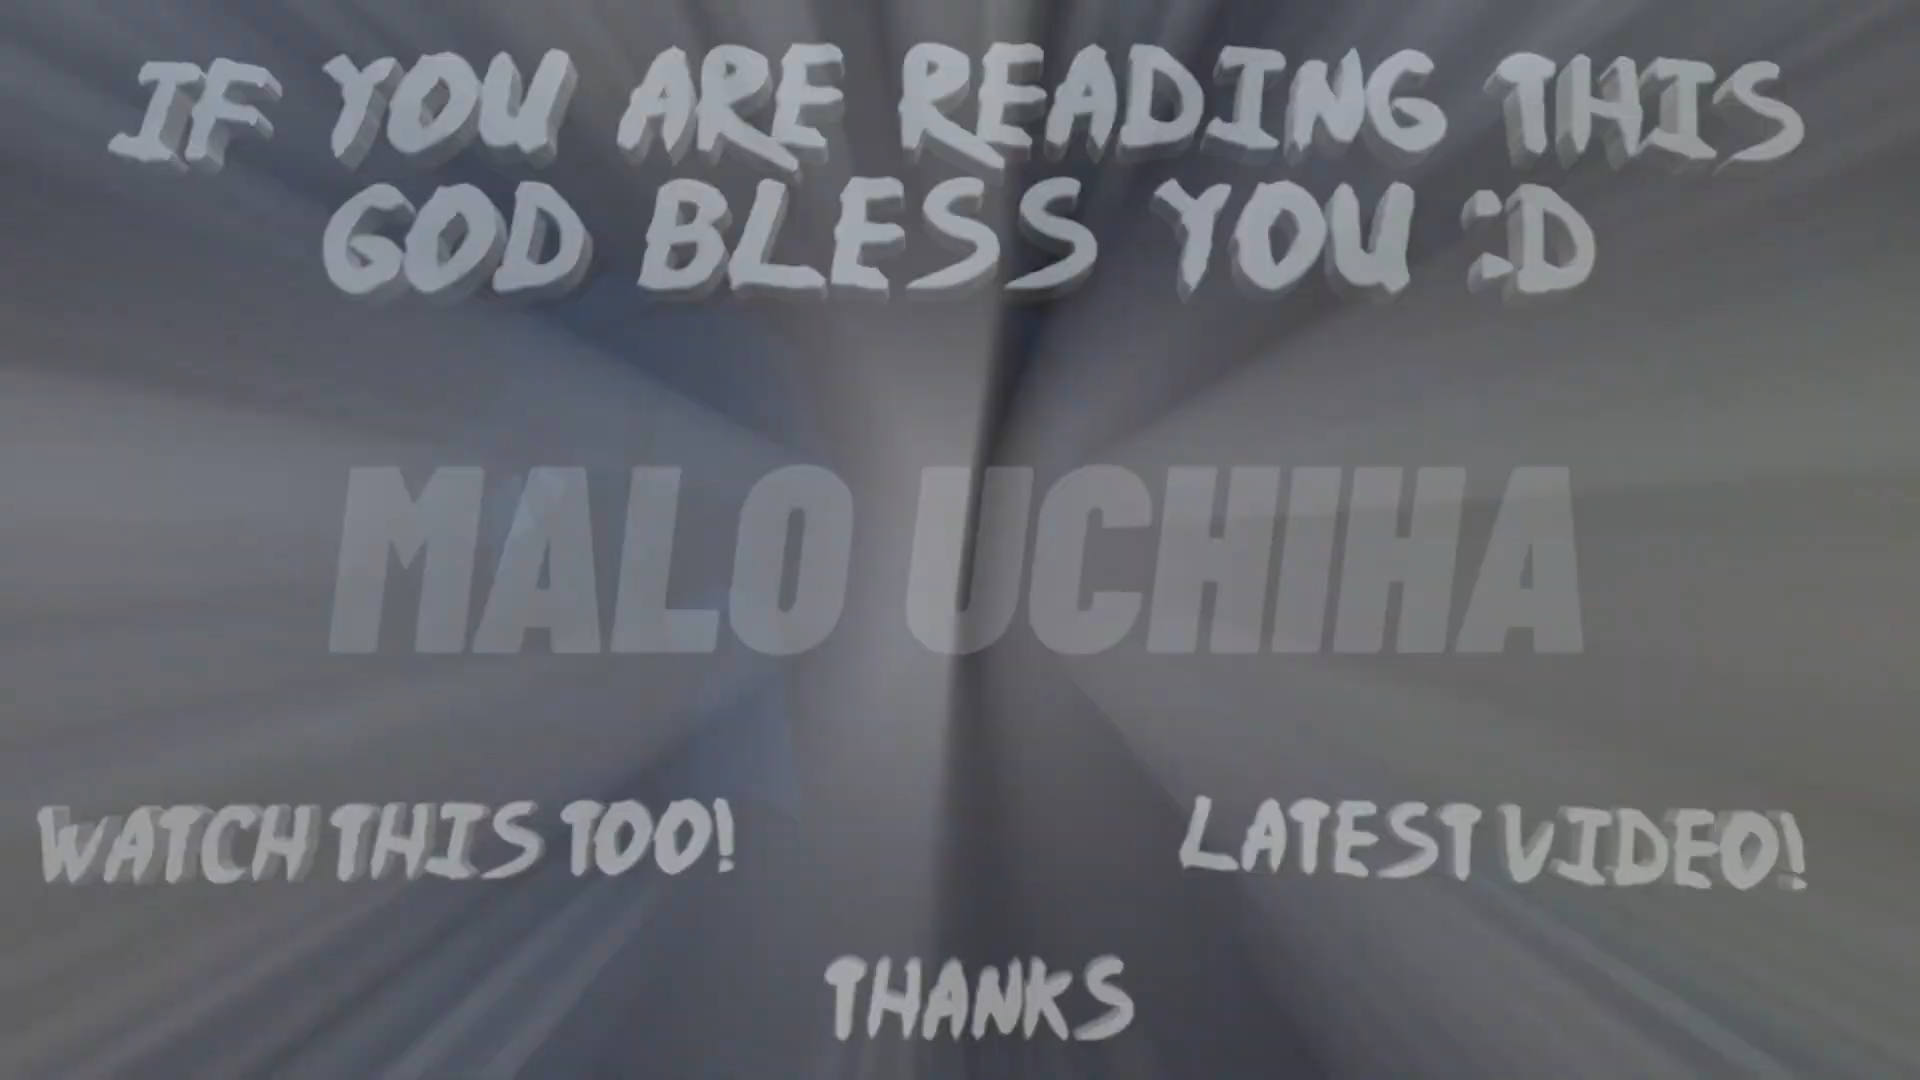 IF YOU ARE READING THIS
GOD BLESS YOU :D
MALO UCHIHA
WATCH THIS TOO!
LATEST VIDEO!
THANKS